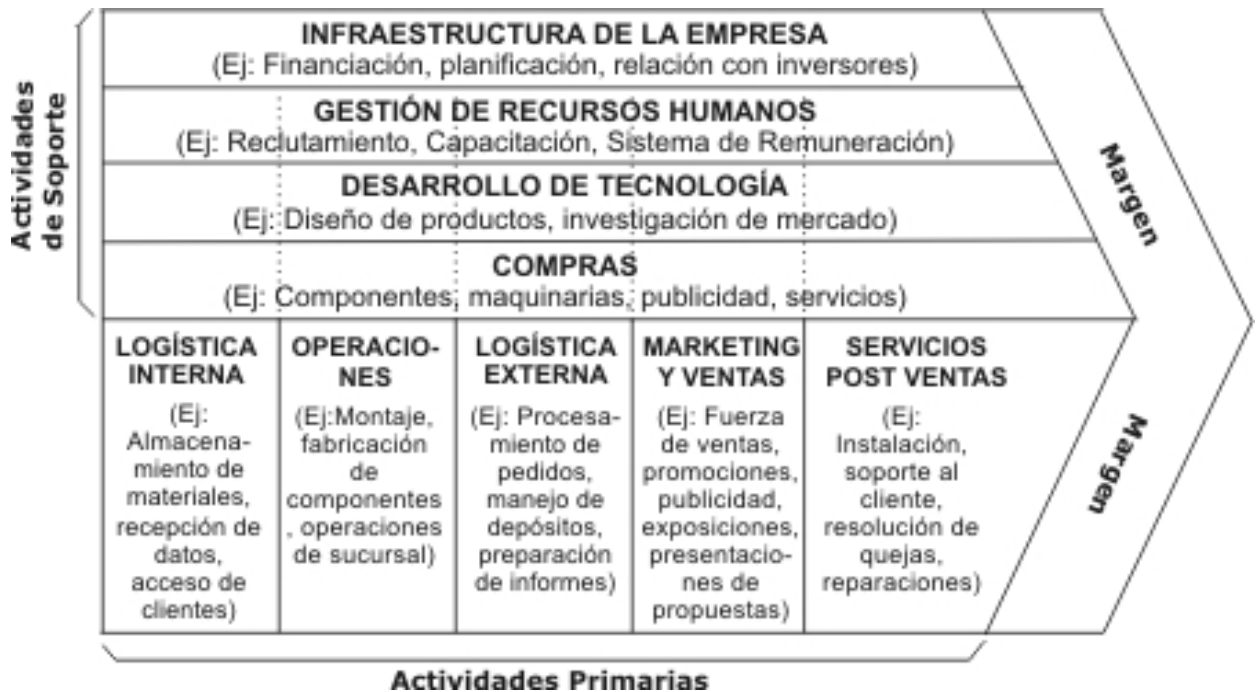 Actividades
de Soporte
INFRAESTRUCTURA DE LA EMPRESA
(Ej: Financiación, planificación, relación con inversores)
GESTIÓN DE RECURSOS HUMANOS
(Ej: Reclutamiento, Capacitación, Sistema de Remuneración)
DESARROLLO DE TECNOLOGÍA
(Ej: Diseño de productos, investigación de mercado)
COMPRAS
(Ej: Componentes, maquinarias, publicidad, servicios)
Margen
LOGÍSTICA
INTERNA
(Ej:
Almacena-
miento de
materiales,
recepción de
datos,
acceso de
clientes)
OPERACIO-
NES
(Ej:Montaje,
fabricación
de
componentes
, operaciones
de sucursal)
LOGÍSTICA
EXTERNA
(Ej: Procesa-
miento de
pedidos,
manejo de
depósitos,
preparación
de informes)
MARKETING
Y VENTAS
(Ej: Fuerza
de ventas,
promociones,
publicidad,
exposiciones,
presentacio-
nes de
propuestas)
SERVICIOS
POST VENTAS
(Ej:
Instalación,
soporte al
cliente,
resolución de
quejas,
reparaciones)
Margen
Actividades Primarias